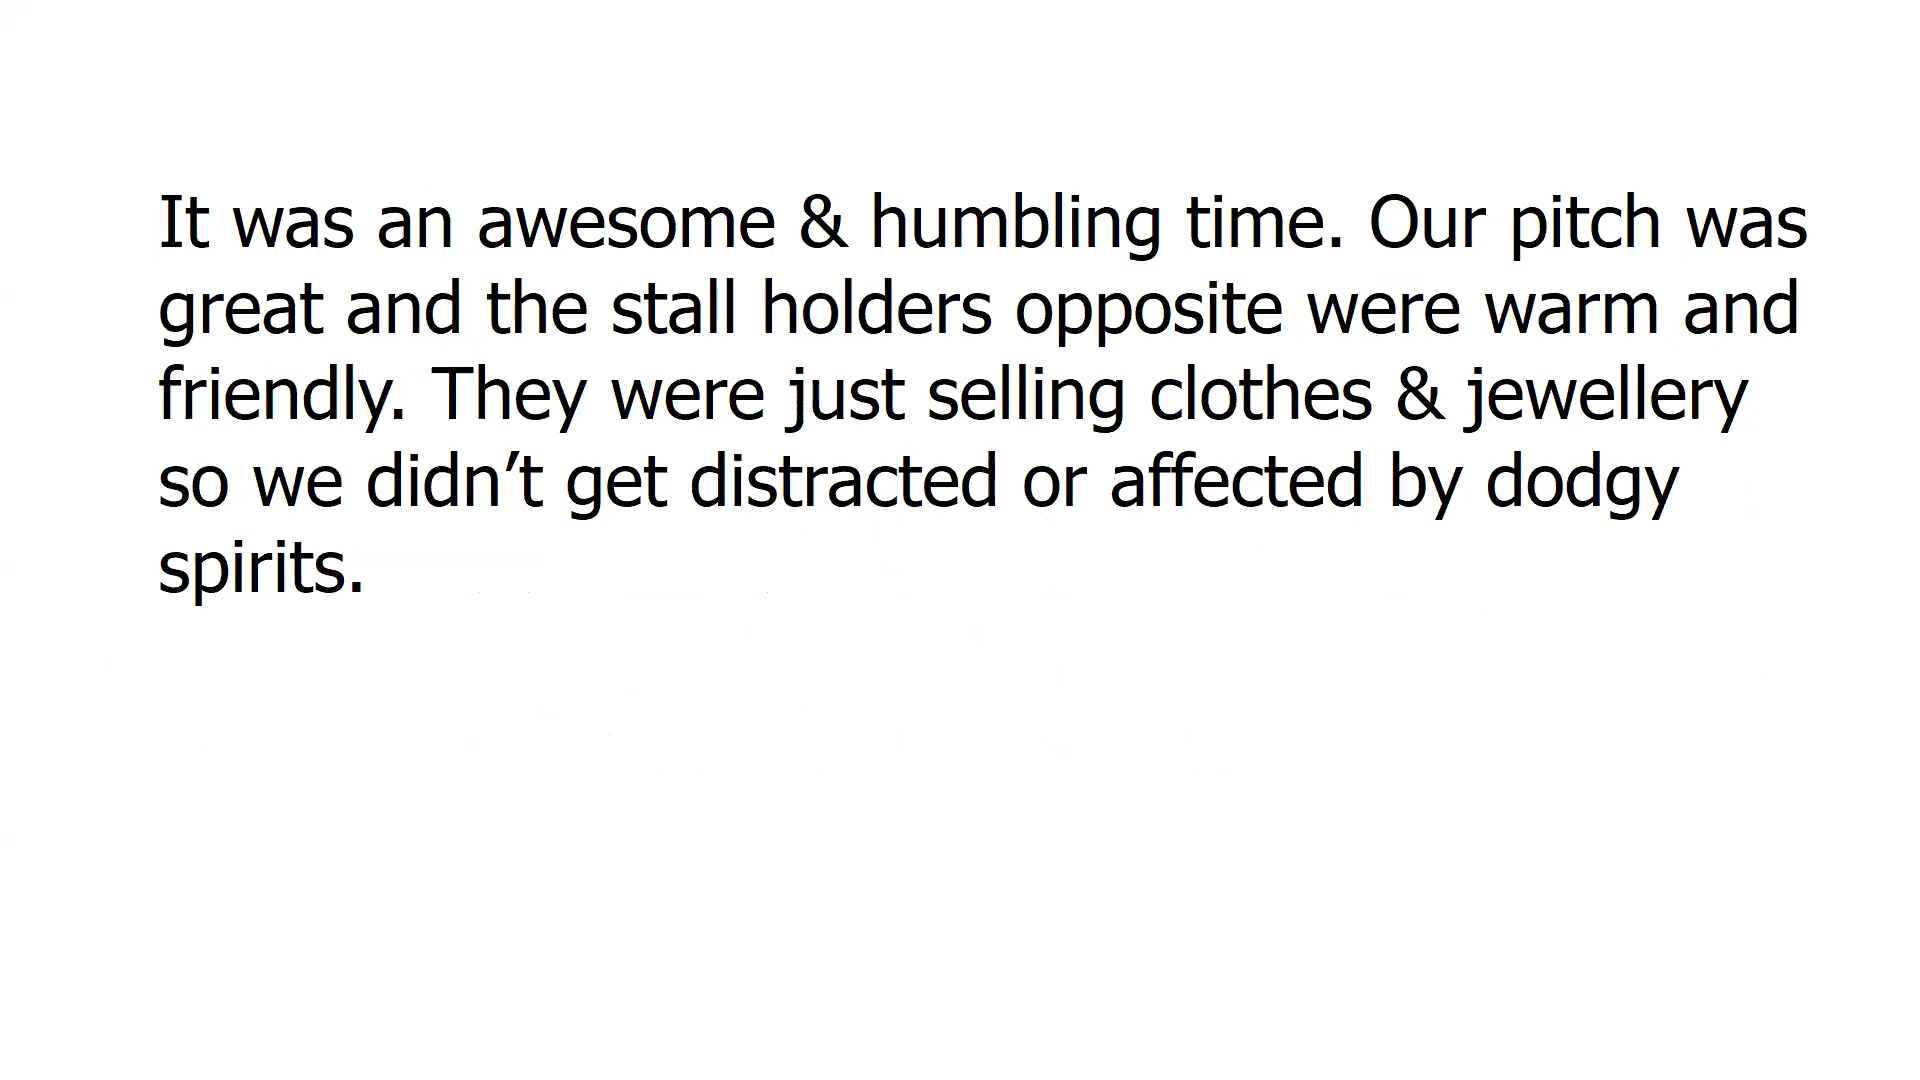 It was an awesome & humbling time. Our pitch was
great and the stall holders opposite were warm and
friendly. They were just selling clothes & jewellery
so we didn’t get distracted or affected by dodgy
spirits.